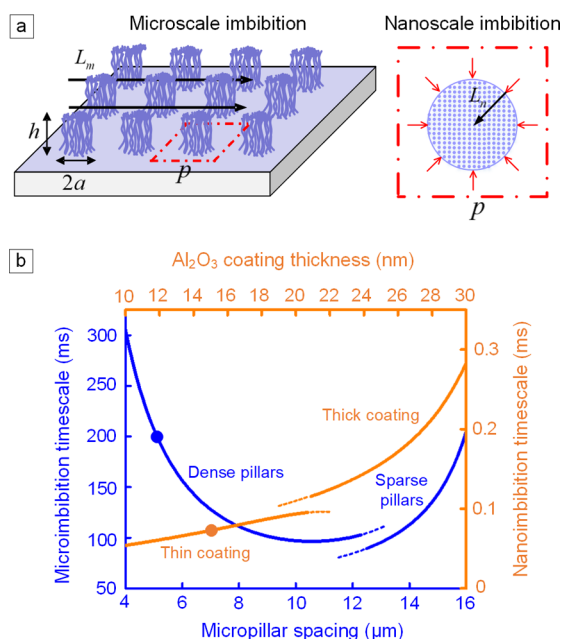 a
Microscale imbibition
Nanoscale imbibition
L_m
L_n
h
2a
p
p
b
Al₂O₃ coating thickness (nm)
10 12 14 16 18 20 22 24 26 28 30
300
250
200
150
100
50
Microimbibition timescale (ms)
0.3
0.2
0.1
0
Nanoimbibition timescale (ms)
Thick coating
Dense pillars
Sparse
pillars
Thin coating
4 6 8 10 12 14 16
Micropillar spacing (μm)